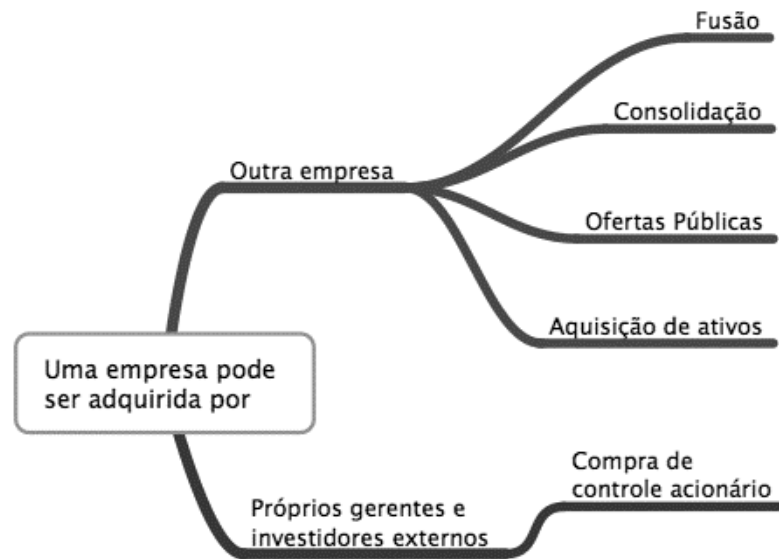 Fusão
Consolidação
Outra empresa
Ofertas Públicas
Aquisição de ativos
Uma empresa pode
ser adquirida por
Compra de
controle acionário
Próprios gerentes e
investidores externos